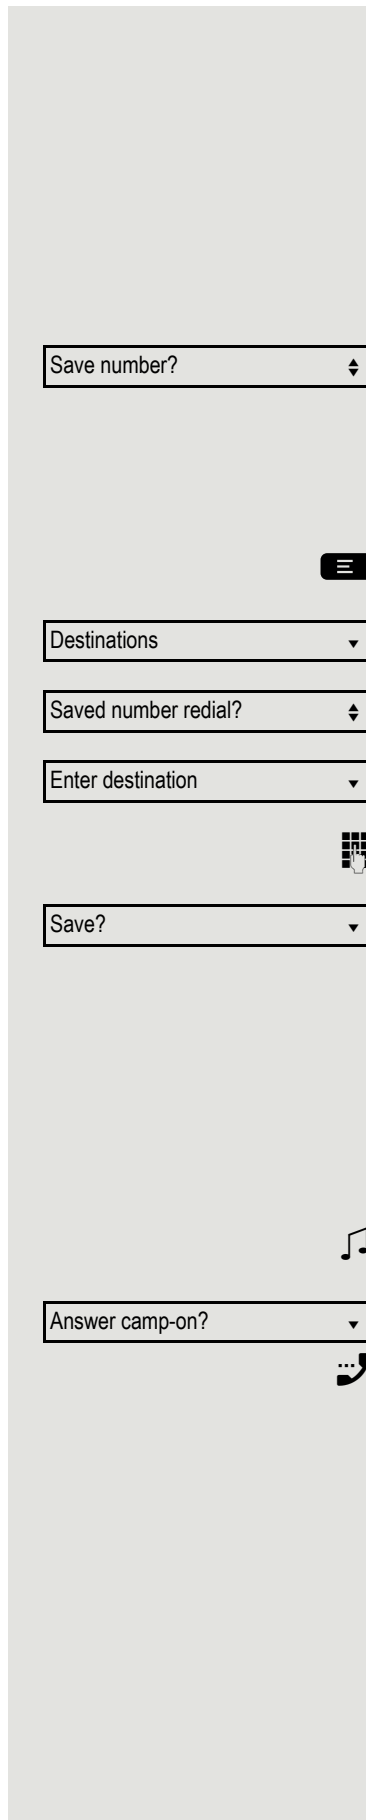 Save number?
Destinations
Saved number redial?
Enter destination
Save?
Answer camp-on?